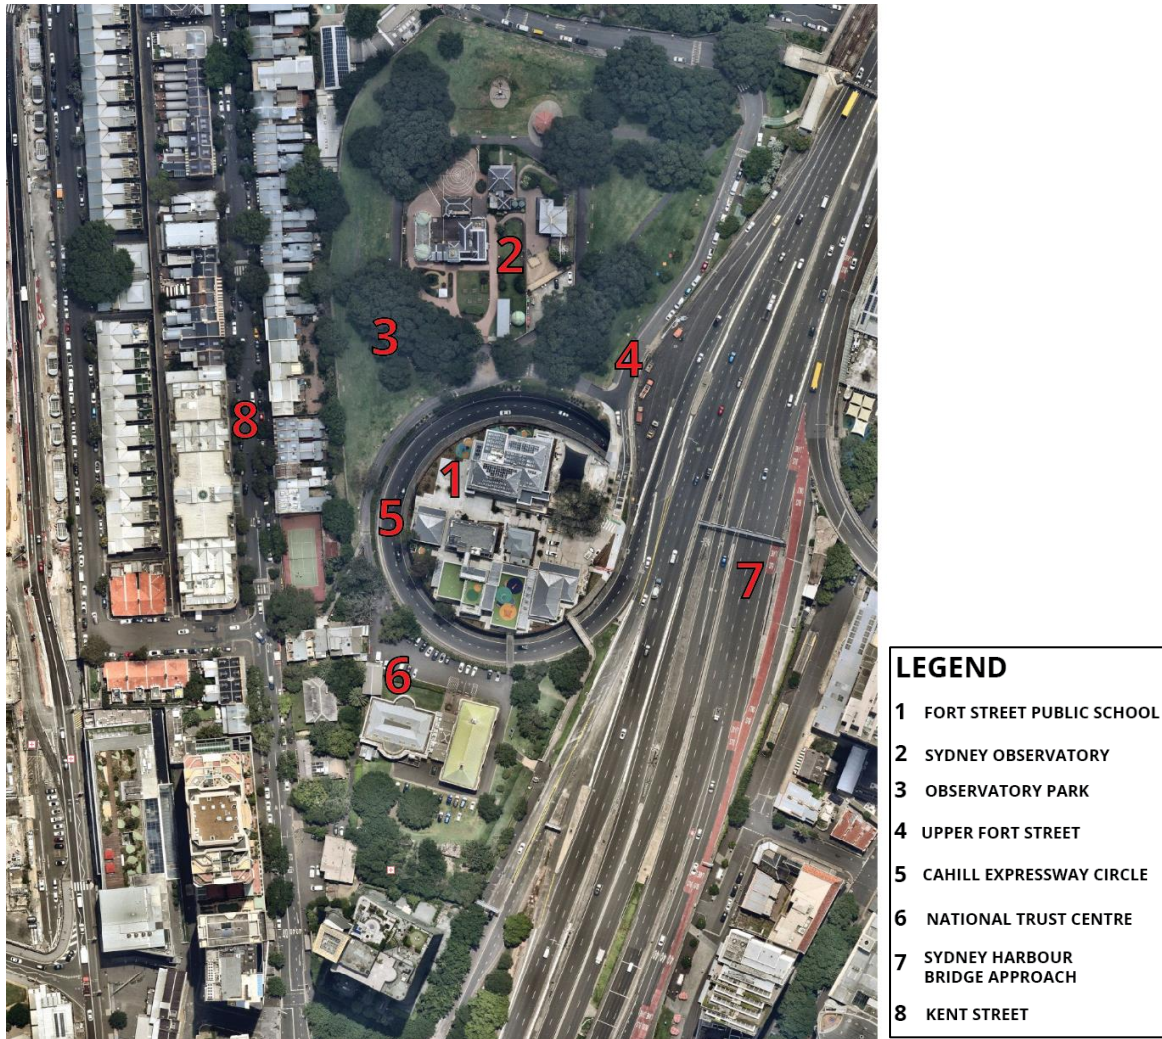 2
3
4
8
1
5
7
6
LEGEND
1 FORT STREET PUBLIC SCHOOL
2 SYDNEY OBSERVATORY
3 OBSERVATORY PARK
4 UPPER FORT STREET
5 CAHILL EXPRESSWAY CIRCLE
6 NATIONAL TRUST CENTRE
7 SYDNEY HARBOUR
BRIDGE APPROACH
8 KENT STREET